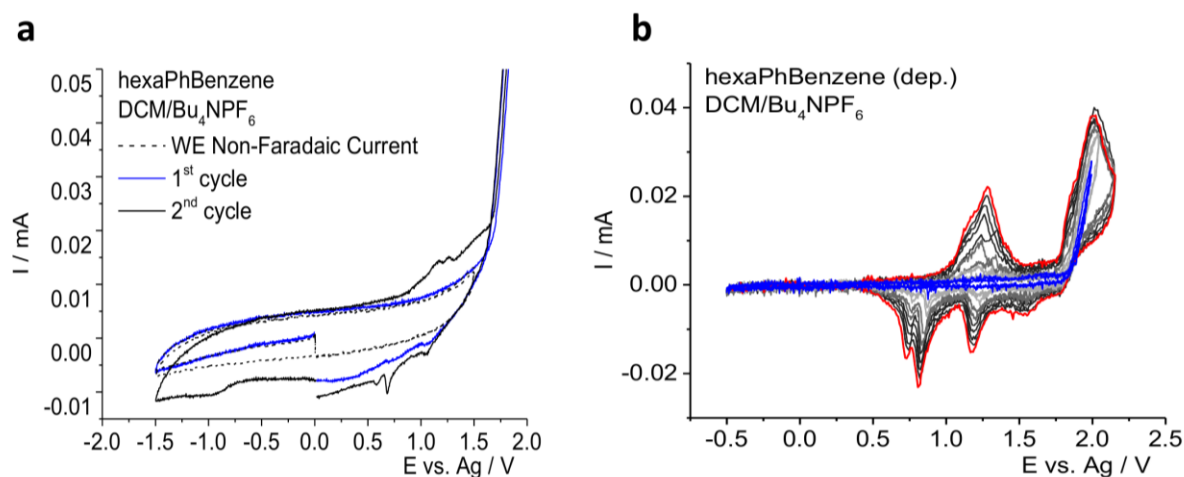 a
hexaPhBenzene
DCM/Bu₄NPF₆
WE Non-Faradaic Current
1st cycle
2nd cycle
I / mA
0.05
0.04
0.03
0.02
0.01
0.00
-0.01
-2.0 -1.5 -1.0 -0.5 0.0 0.5 1.0 1.5 2.0
E vs. Ag / V
b
hexaPhBenzene (dep.)
DCM/Bu₄NPF₆
I / mA
0.04
0.02
0.00
-0.02
-0.5 0.0 0.5 1.0 1.5 2.0 2.5
E vs. Ag / V